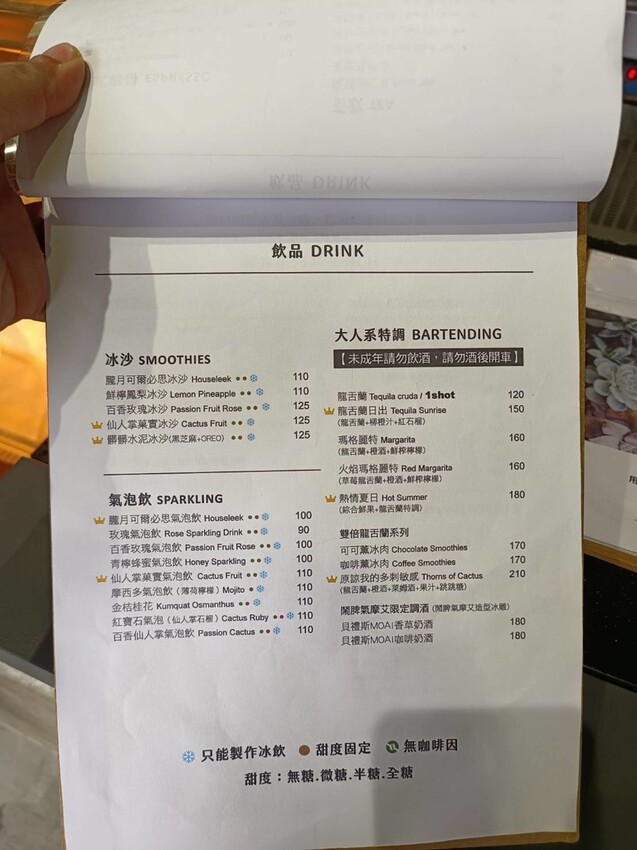 飲品 DRINK
冰沙 SMOOTHIES
朧月可爾必思冰沙 Houseleek 110
鮮檸鳳梨冰沙 Lemon Pineapple 110
百香玫瑰冰沙 Passion Fruit Rose 125
仙人掌菓實冰沙 Cactus Fruit 125
髒髒水泥冰沙(黑芝麻+OREO) 125
氣泡飲 SPARKLING
朧月可爾必思氣泡飲 Houseleek 100
玫瑰氣泡飲 Rose Sparkling Drink 90
百香玫瑰氣泡飲 Passion Fruit Rose 100
青檸蜂蜜氣泡飲 Honey Sparkling 100
仙人掌菓實氣泡飲 Cactus Fruit 110
摩西多氣泡飲（薄荷檸檬）Mojito 110
金桔桂花 Kumquat Osmanthus 110
紅寶石氣泡（仙人掌石榴）Cactus Ruby 110
百香仙人掌氣泡飲 Passion Cactus 110
大人系特調 BARTENDING
【未成年請勿飲酒，請勿酒後開車】
龍舌蘭 Tequila cruda / 1shot 120
龍舌蘭日出 Tequila Sunrise 150
(龍舌蘭+柳橙汁+紅石榴)
瑪格麗特 Margarita 160
(龍舌蘭+橙酒+鮮榨檸檬)
火焰瑪格麗特 Red Margarita 160
(草莓龍舌蘭+橙酒+鮮榨檸檬)
熱情夏日 Hot Summer 180
(綜合鮮果+龍舌蘭特調)
雙倍龍舌蘭系列
可可薰冰肉 Chocolate Smoothies 170
咖啡薰冰肉 Coffee Smoothies 170
原諒我的多刺敏感 Thorns of Cactus 210
(龍舌蘭+橙酒+萊姆酒+果汁+跳跳糖)
鬧脾氣摩艾限定調酒 (鬧脾氣摩艾造型冰雕)
貝禮斯MOAI香草奶酒 180
貝禮斯MOAI咖啡奶酒 180
只能製作冰飲 甜度固定 無咖啡因
甜度：無糖.微糖.半糖.全糖